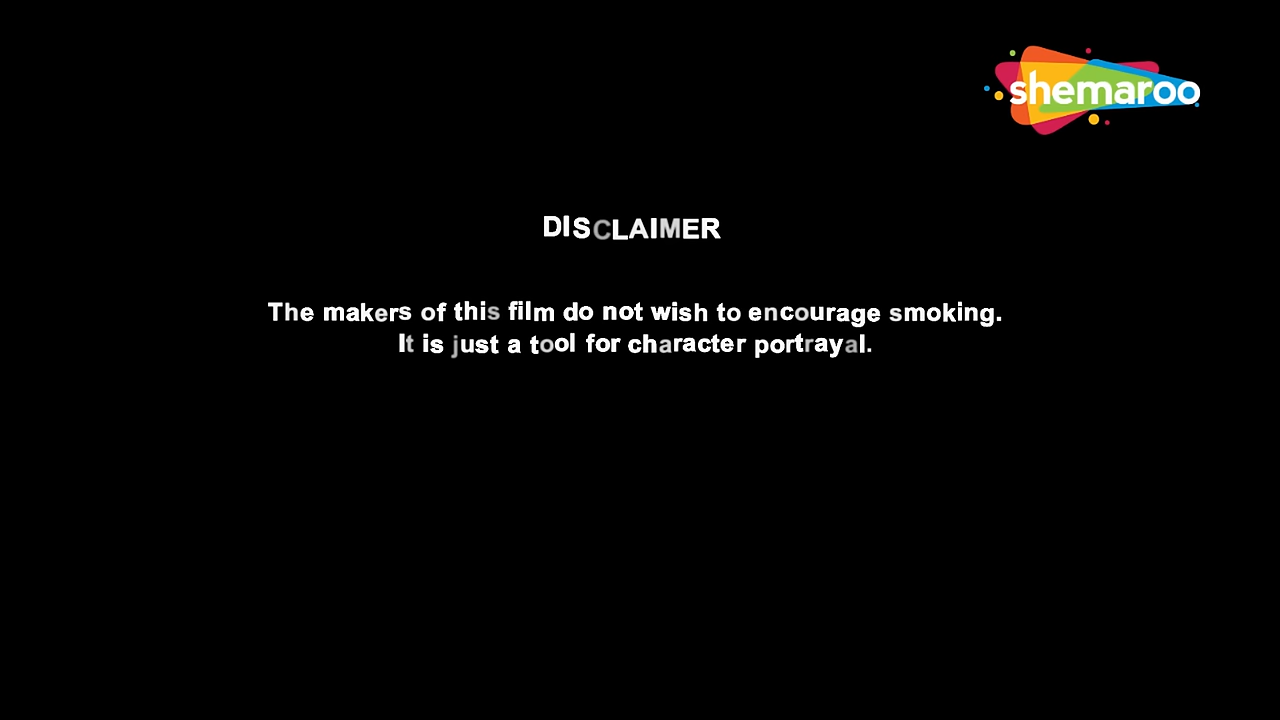 shemaroo
DISCLAIMER
The makers of this film do not wish to encourage smoking.
It is just a tool for character portrayal.